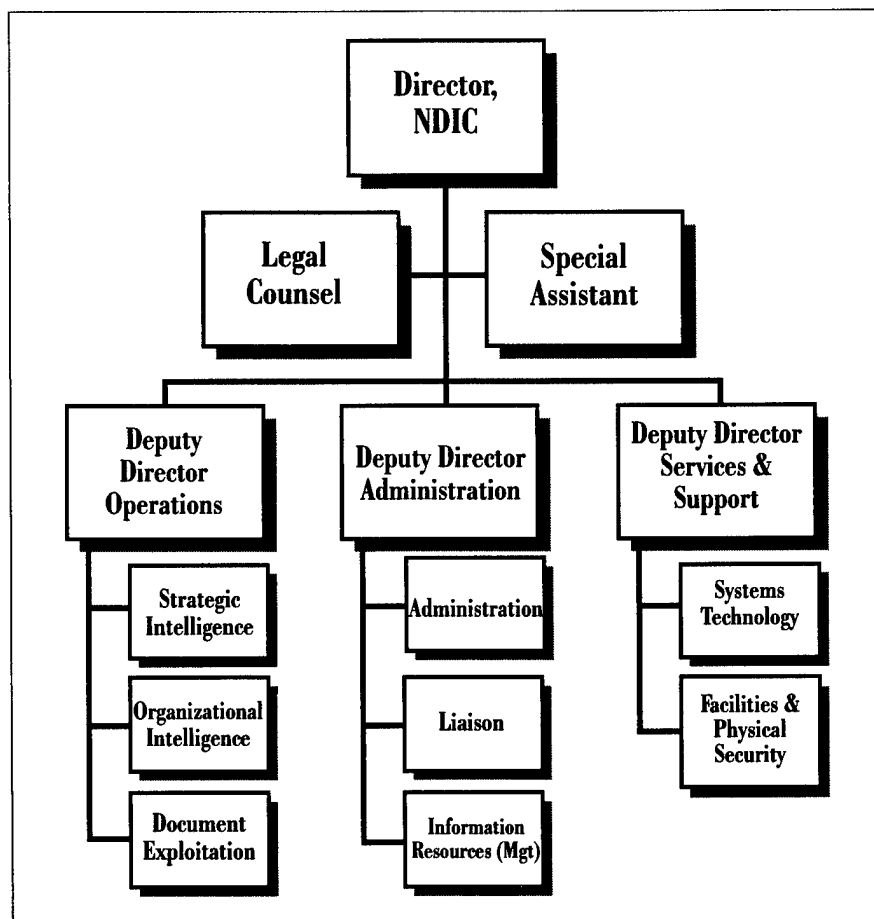 Director,
NDIC
Legal
Counsel
Special
Assistant
Deputy
Director
Operations
Deputy Director
Administration
Deputy Director
Services &
Support
Strategic
Intelligence
Organizational
Intelligence
Document
Exploitation
Administration
Liaison
Information
Resources (Mgt)
Systems
Technology
Facilities &
Physical
Security